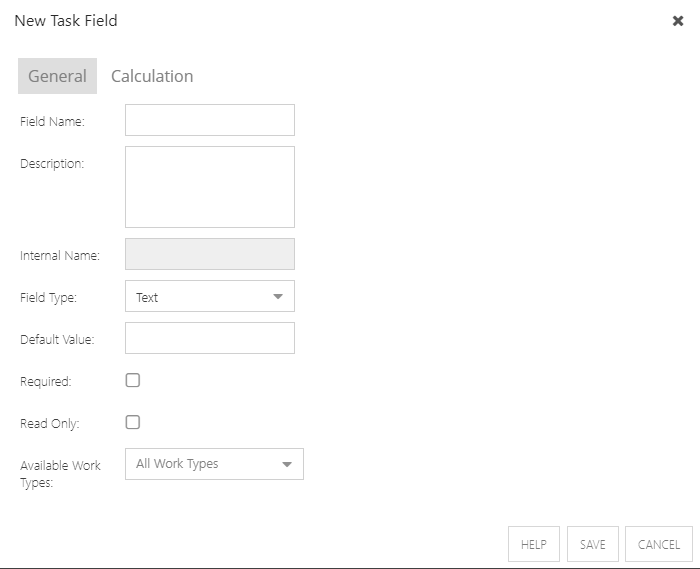 New Task Field
General Calculation
Field Name:
Description:
Internal Name:
Field Type: Text
Default Value:
Required:
Read Only:
Available Work All Work Types
Types:
HELP SAVE CANCEL